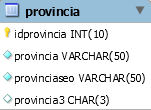 provincia
idprovincia INT(10)
provincia VARCHAR(50)
provinciaseo VARCHAR(50)
provincia3 CHAR(3)